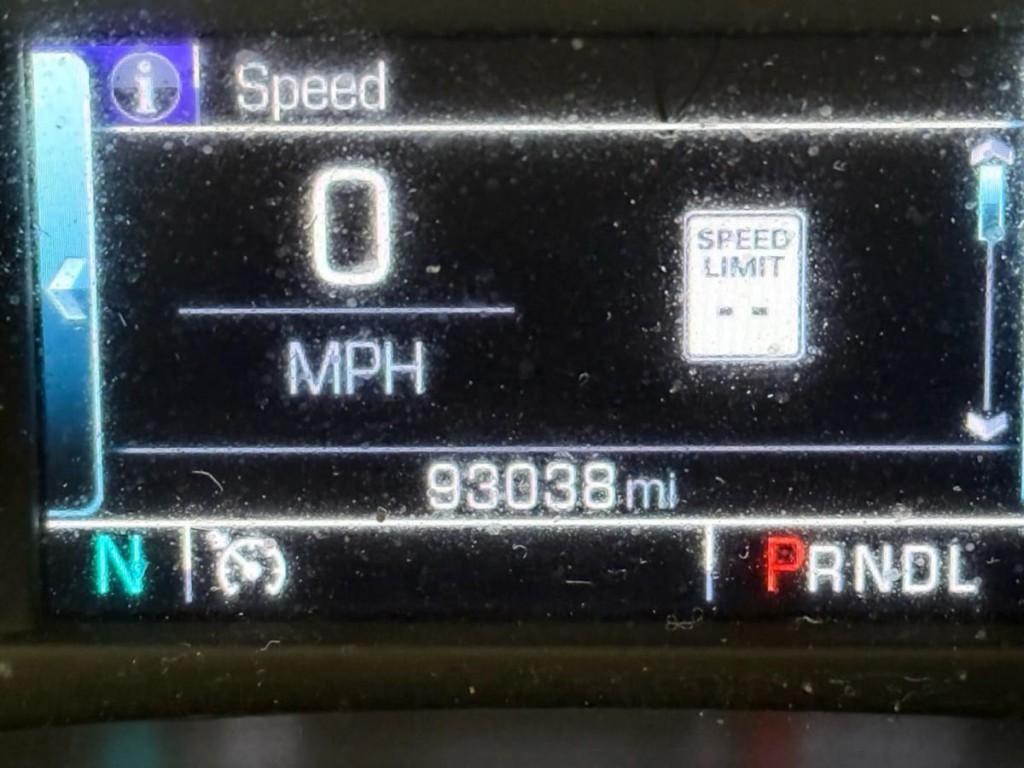 i Speed
0
MPH
SPEED
LIMIT
- -
93038 mi
N PRNDL